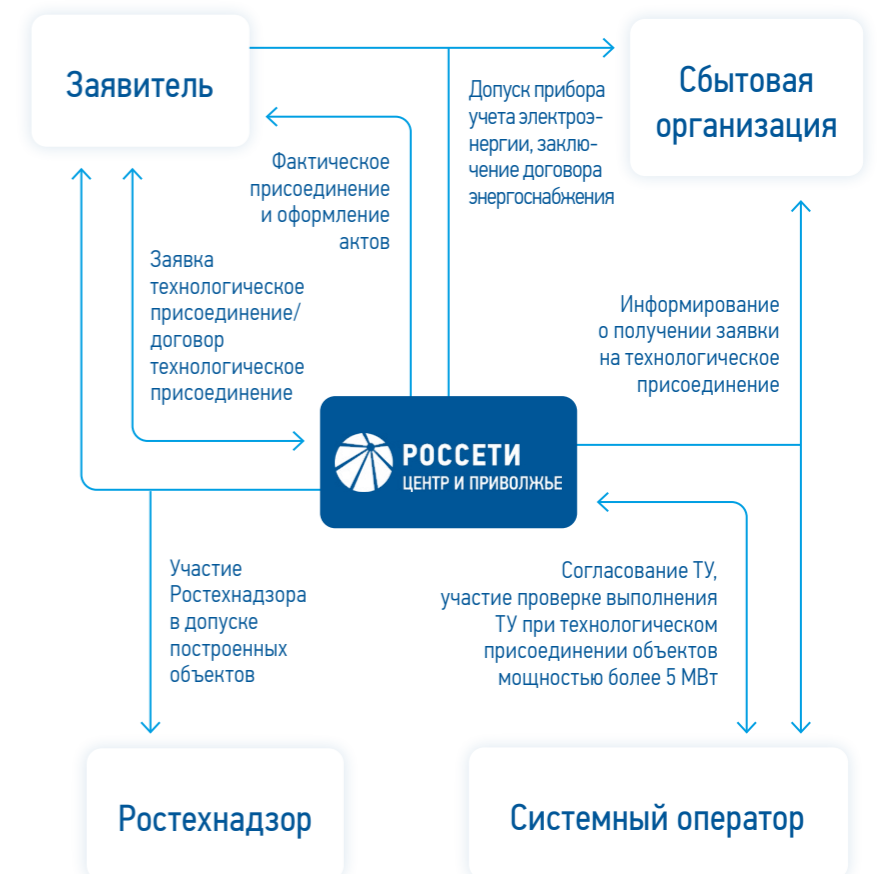 Заявитель
Сбытовая
организация
Допуск прибора
учета электроэ-
нергии, заклю-
чение договора
энергоснабжения
Фактическое
присоединение
и оформление
актов
Заявка
технологическое
присоединение/
договор
технологическое
присоединение
Информирование
о получении заявки
на технологическое
присоединение
РОССЕТИ
ЦЕНТР И ПРИВОЛЖЬЕ
Участие
Ростехнадзора
в допуске
построенных
объектов
Согласование ТУ,
участие проверке выполнения
ТУ при технологическом
присоединении объектов
мощностью более 5 МВт
Ростехнадзор
Системный оператор